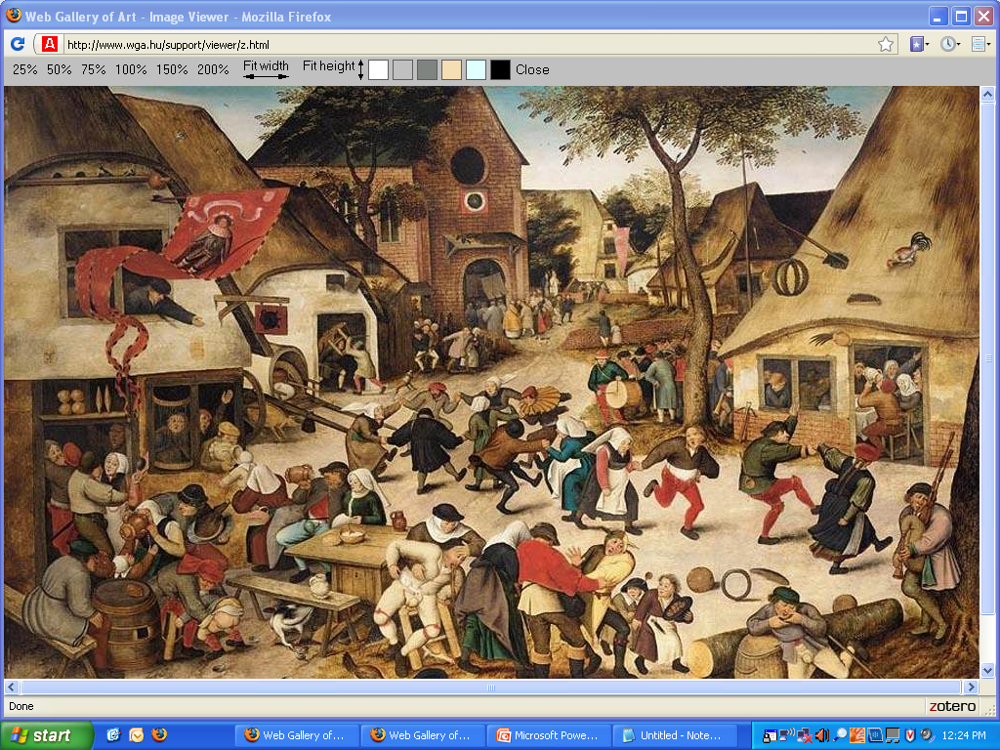 Web Gallery of Art - Image Viewer - Mozilla Firefox
http://www.wga.hu/support/viewer/z.html
25% 50% 75% 100% 150% 200% Fit width Fit height Close
Done
zotero
start
Web Gallery of...
Web Gallery of...
Microsoft Powe...
Untitled - Note...
12:24 PM